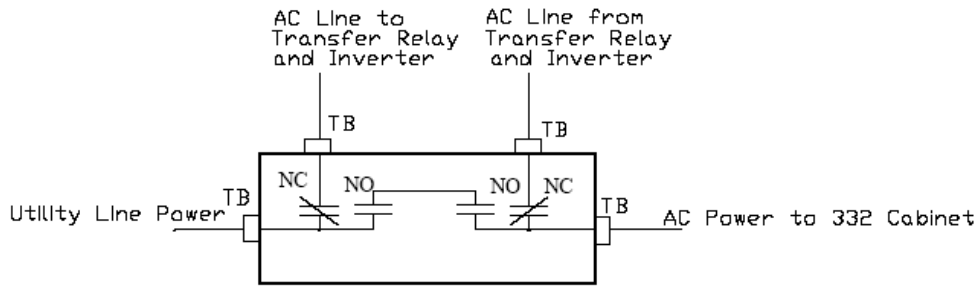 AC Line to
Transfer Relay
and Inverter
AC Line from
Transfer Relay
and Inverter
TB
TB
NC
NO
NO
NC
TB
TB
Utility Line Power
AC Power to 332 Cabinet